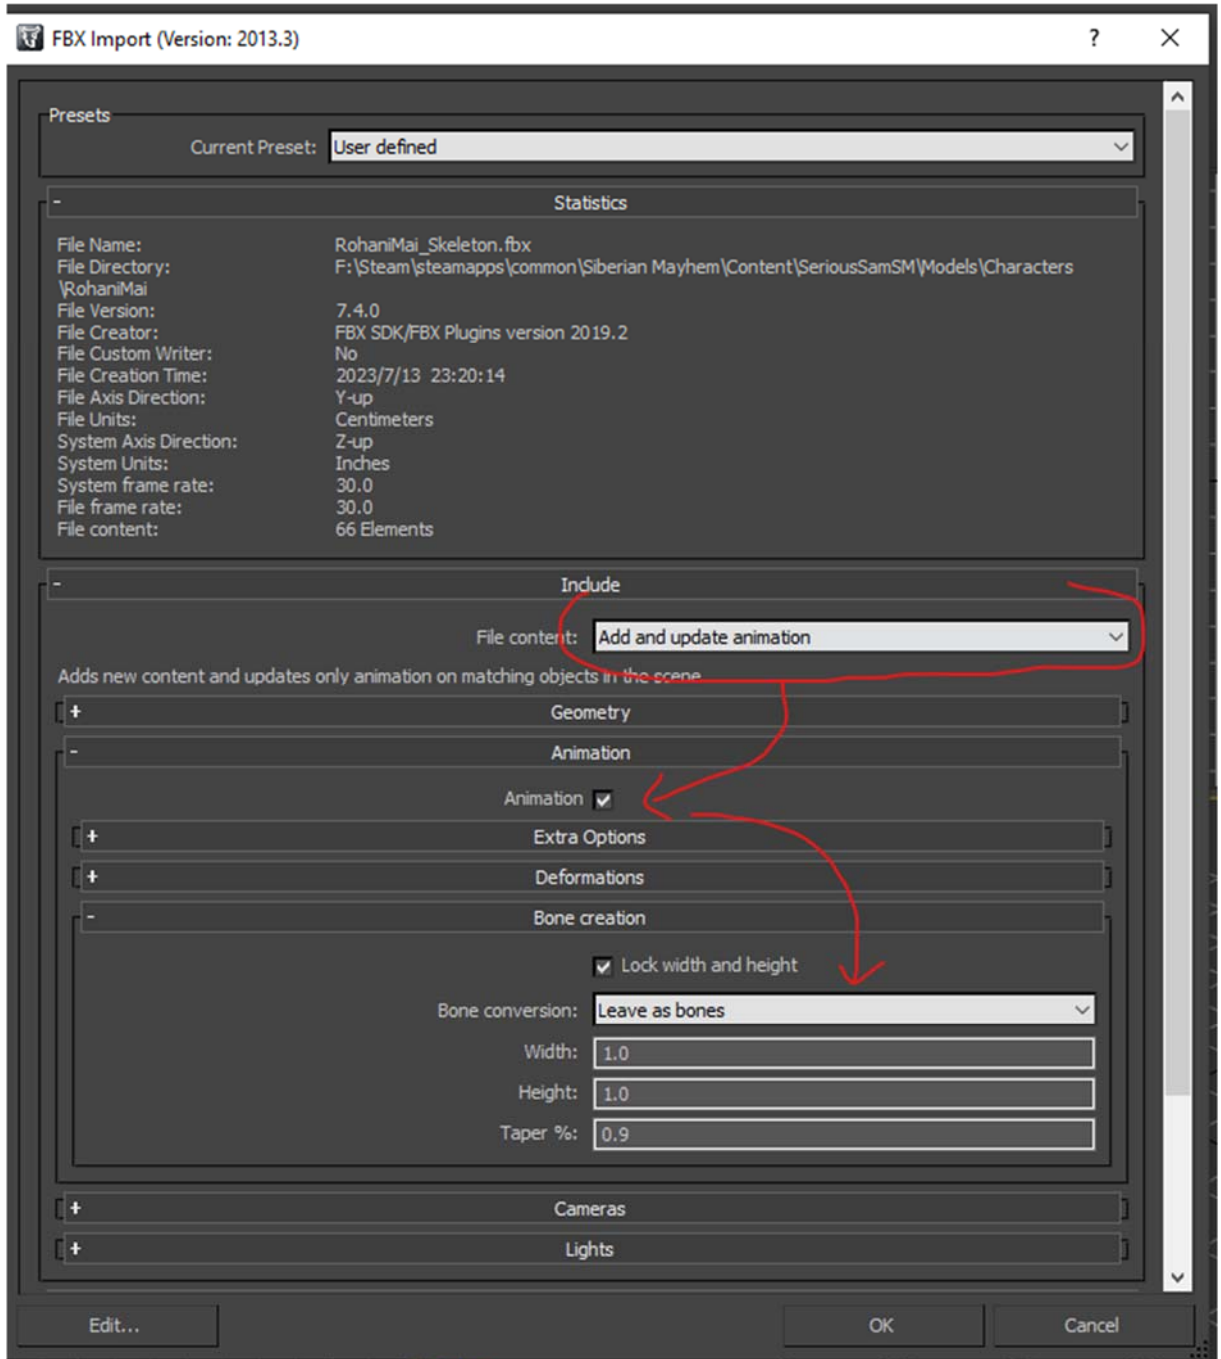 FBX Import (Version: 2013.3)
?
Presets
Current Preset: User defined
- Statistics
File Name: RohaniMai_Skeleton.fbx
File Directory: F:\Steam\steamapps\common\Siberian Mayhem\Content\SeriousSamSM\Models\Characters
\RohaniMai
File Version: 7.4.0
File Creator: FBX SDK/FBX Plugins version 2019.2
File Custom Writer: No
File Creation Time: 2023/7/13 23:20:14
File Axis Direction: Y-up
File Units: Centimeters
System Axis Direction: Z-up
System Units: Inches
System frame rate: 30.0
File frame rate: 30.0
File content: 66 Elements
- Include
File content: Add and update animation
Adds new content and updates only animation on matching objects in the scene
+ Geometry
- Animation
Animation
+ Extra Options
+ Deformations
- Bone creation
Lock width and height
Bone conversion: Leave as bones
Width: 1.0
Height: 1.0
Taper %: 0.9
+ Cameras
+ Lights
Edit... OK Cancel